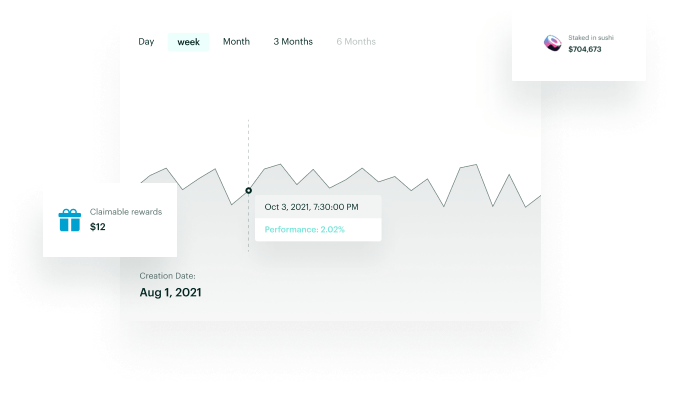 Day week Month 3 Months 6 Months
Staked in sushi
$704,673
Oct 3, 2021, 7:30:00 PM
Performance: 2.02%
Claimable rewards
$12
Creation Date:
Aug 1, 2021